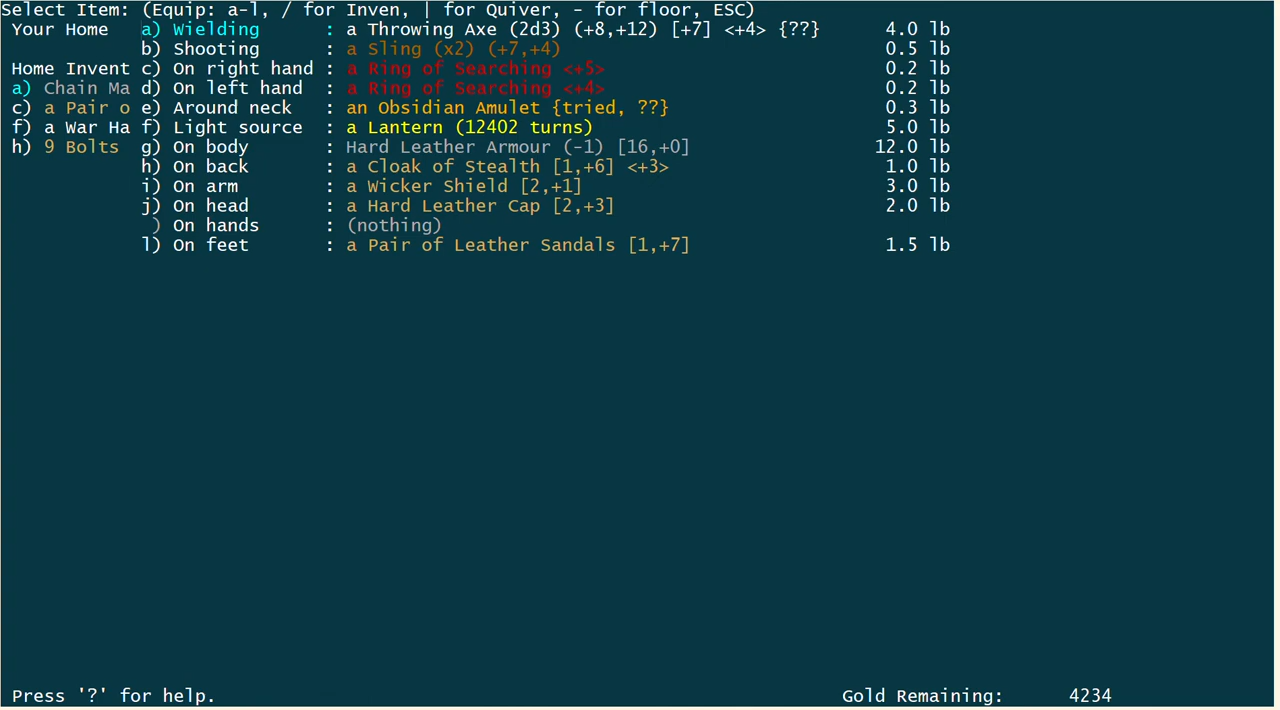 Select Item: (Equip: a-l, / for Inven, | for Quiver, - for floor, ESC)
Your Home a) Wielding : a Throwing Axe (2d3) (+8,+12) [+7] <+4> {??} 4.0 lb
b) Shooting : a Sling (x2) (+7,+4) 0.5 lb
Home Invent c) On right hand : a Ring of Searching <+5> 0.2 lb
a) Chain Ma d) On left hand : a Ring of Searching <+4> 0.2 lb
c) a Pair o e) Around neck : an Obsidian Amulet {tried, ??} 0.3 lb
f) a War Ha f) Light source : a Lantern (12402 turns) 5.0 lb
h) 9 Bolts g) On body : Hard Leather Armour (-1) [16,+0] 12.0 lb
h) On back : a Cloak of Stealth [1,+6] <+3> 1.0 lb
i) On arm : a Wicker Shield [2,+1] 3.0 lb
j) On head : a Hard Leather Cap [2,+3] 2.0 lb
) On hands : (nothing)
l) On feet : a Pair of Leather Sandals [1,+7] 1.5 lb
Press '?' for help. Gold Remaining: 4234